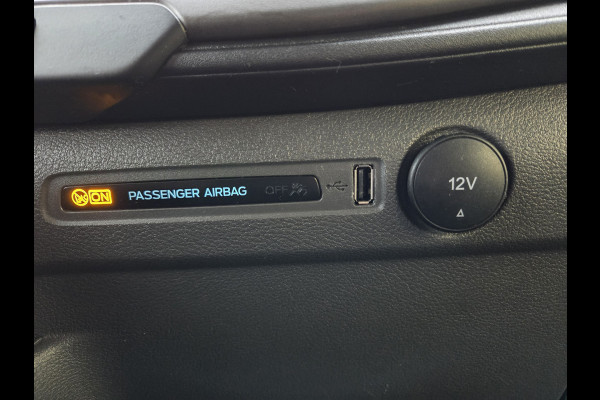 ON PASSENGER AIRBAG OFF
12V